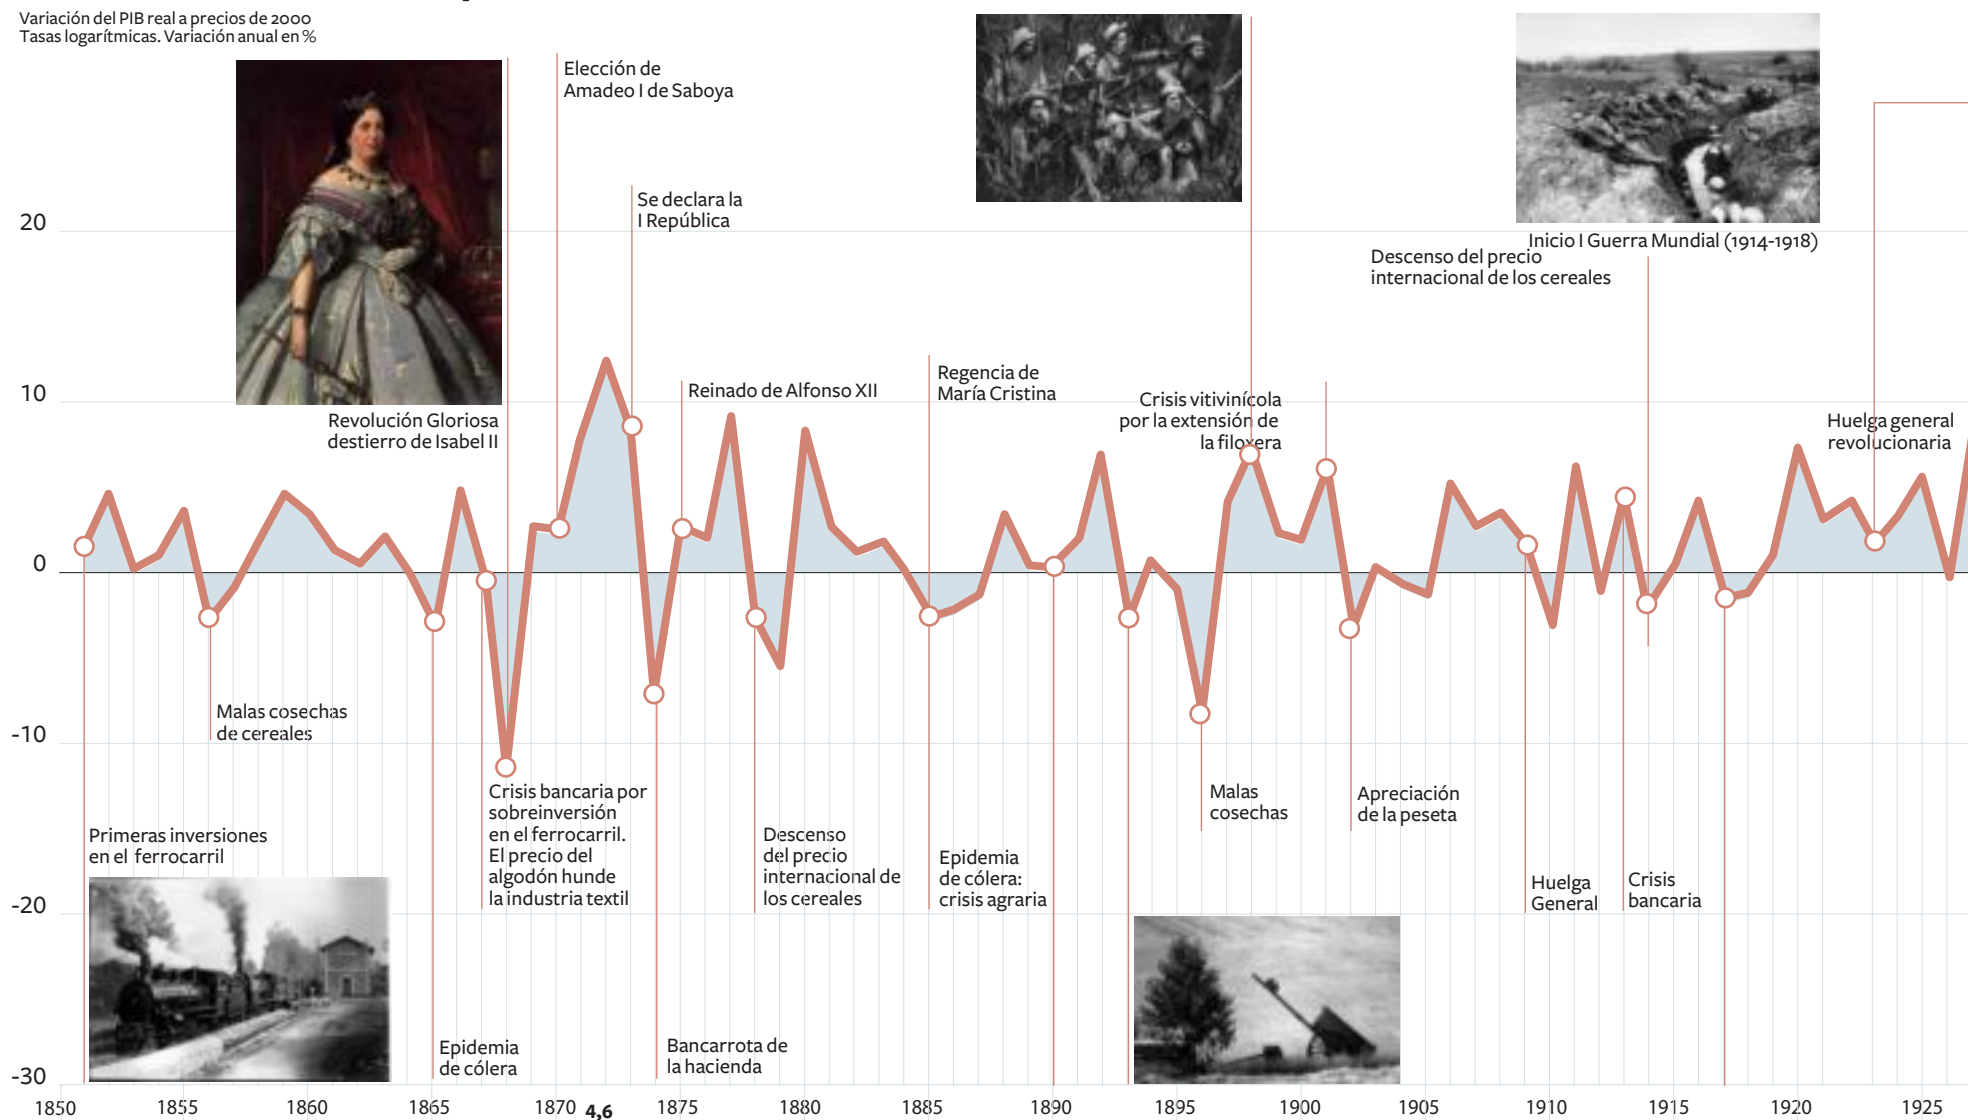 Variación del PIB real a precios de 2000
Tasas logarítmicas. Variación anual en %
Elección de
Amadeo I de Saboya
Se declara la
I República
Revolución Gloriosa
destierro de Isabel II
Reinado de Alfonso XII
Regencia de
María Cristina
Crisis vitivinícola
por la extensión de
la filoxera
Inicio I Guerra Mundial (1914-1918)
Descenso del precio
internacional de los cereales
Huelga general
revolucionaria
20
10
0
-10
-20
-30
Primeras inversiones
en el ferrocarril
Malas cosechas
de cereales
Epidemia
de cólera
Crisis bancaria por
sobreinversión
en el ferrocarril.
El precio del
algodón hunde
la industria textil
Bancarrota de
la hacienda
Descenso
del precio
internacional de
los cereales
Epidemia
de cólera:
crisis agraria
Malas
cosechas
Apreciación
de la peseta
Huelga
General
Crisis
bancaria
1850 1855 1860 1865 1870 4,6 1875 1880 1885 1890 1895 1900 1905 1910 1915 1920 1925